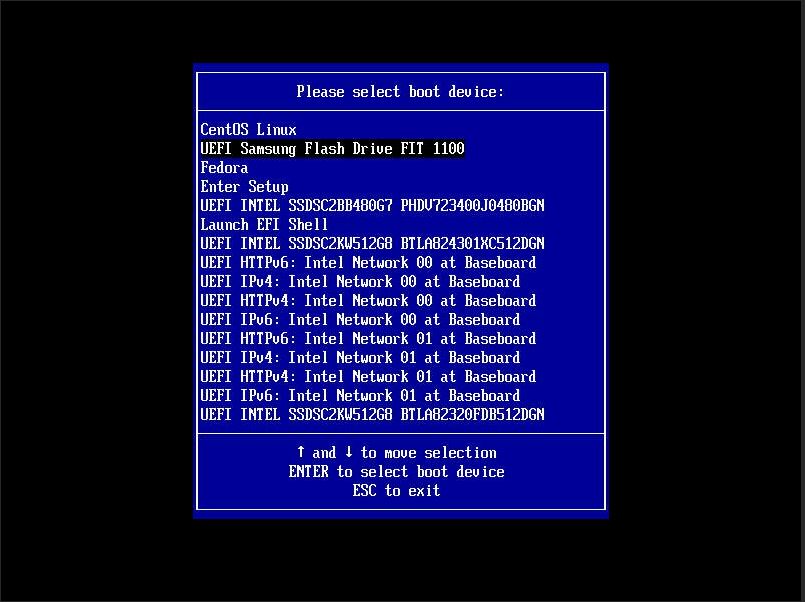 Please select boot device:
CentOS Linux
UEFI Samsung Flash Drive FIT 1100
Fedora
Enter Setup
UEFI INTEL SSDSC2BB480G7 PHDV723400J0480BGN
Launch EFI Shell
UEFI INTEL SSDSC2KW512G8 BTLA824301XC512DGN
UEFI HTTPv6: Intel Network 00 at Baseboard
UEFI IPv4: Intel Network 00 at Baseboard
UEFI HTTPv4: Intel Network 00 at Baseboard
UEFI IPv6: Intel Network 00 at Baseboard
UEFI HTTPv6: Intel Network 01 at Baseboard
UEFI IPv4: Intel Network 01 at Baseboard
UEFI HTTPv4: Intel Network 01 at Baseboard
UEFI IPv6: Intel Network 01 at Baseboard
UEFI INTEL SSDSC2KW512G8 BTLA82320FDB512DGN
↑ and ↓ to move selection
ENTER to select boot device
ESC to exit